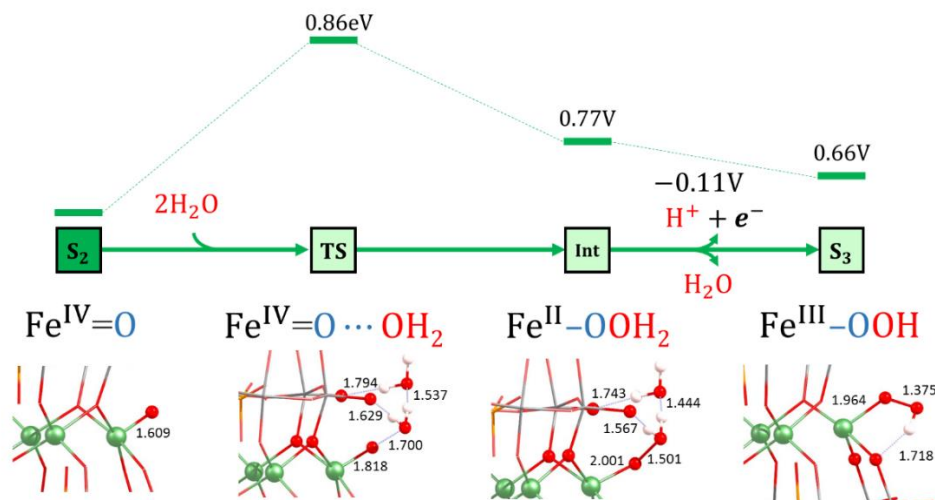 0.86eV
0.77V
0.66V
−0.11V
2H₂O
H⁺ + e⁻
S₂
TS
Int
S₃
H₂O
Feᴵⱽ=O
Feᴵⱽ=O ⋯ OH₂
Feᴵᴵ–OOH₂
Feᴵᴵᴵ–OOH
1.609
1.794
1.537
1.629
1.700
1.818
1.743
1.444
1.567
2.001
1.501
1.964
1.375
1.718